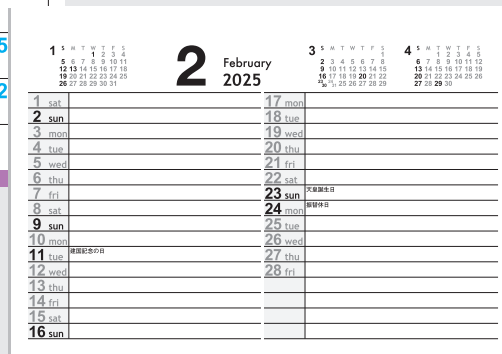 5
2
1
S M T W T F S
1 2 3 4
5 6 7 8 9 10 11
12 13 14 15 16 17 18
19 20 21 22 23 24 25
26 27 28 29 30 31
2
February
2025
3
S M T W T F S
1
2 3 4 5 6 7 8
9 10 11 12 13 14 15
16 17 18 19 20 21 22
23/30 24/31 25 26 27 28 29
4
S M T W T F S
1 2 3 4 5
6 7 8 9 10 11 12
13 14 15 16 17 18 19
20 21 22 23 24 25 26
27 28 29 30
1 sat
2 sun
3 mon
4 tue
5 wed
6 thu
7 fri
8 sat
9 sun
10 mon
11 tue 建国記念の日
12 wed
13 thu
14 fri
15 sat
16 sun
17 mon
18 tue
19 wed
20 thu
21 fri
22 sat
23 sun 天皇誕生日
24 mon 振替休日
25 tue
26 wed
27 thu
28 fri